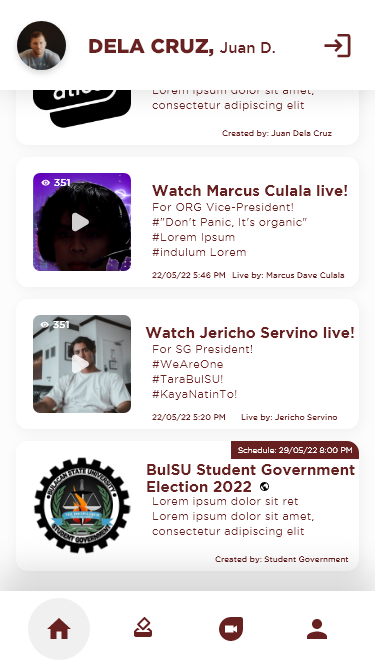 DELA CRUZ, Juan D.
Lorem ipsum dolor sit amet,
consectetur adipiscing elit
Created by: Juan Dela Cruz
351
Watch Marcus Culala live!
For ORG Vice-President!
#"Don't Panic, It's organic"
#Lorem Ipsum
#indulum Lorem
22/05/22 5:46 PM Live by: Marcus Dave Culala
351
Watch Jericho Servino live!
For SG President!
#WeAreOne
#TaraBulSU!
#KayaNatinTo!
22/05/22 5:20 PM Live by: Jericho Servino
Schedule: 29/05/22 8:00 PM
BulSU Student Government
Election 2022
Lorem ipsum dolor sit ret
Lorem ipsum dolor sit amet,
consectetur adipiscing elit
BULACAN STATE UNIVERSITY
STUDENT GOVERNMENT
Created by: Student Government